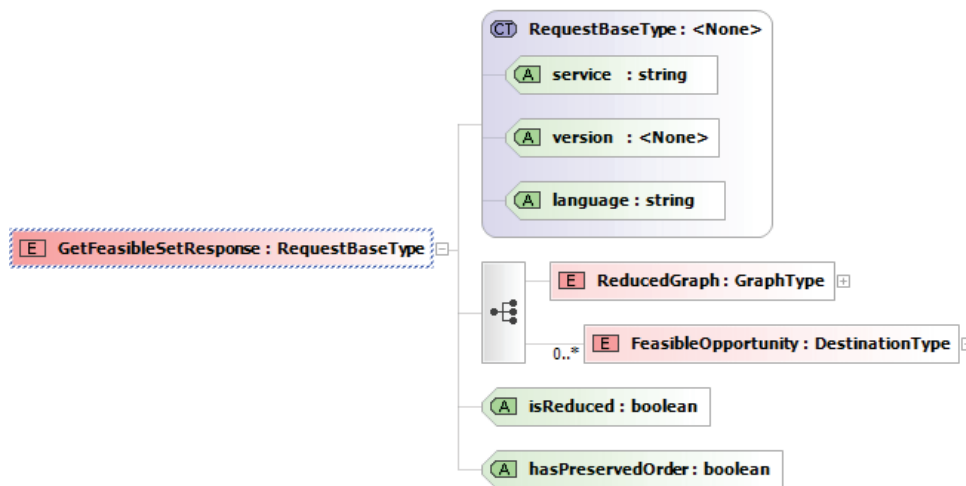 CT RequestBaseType : <None>
A service : string
A version : <None>
A language : string
E GetFeasibleSetResponse : RequestBaseType
E ReducedGraph : GraphType
0..* E FeasibleOpportunity : DestinationType
A isReduced : boolean
A hasPreservedOrder : boolean